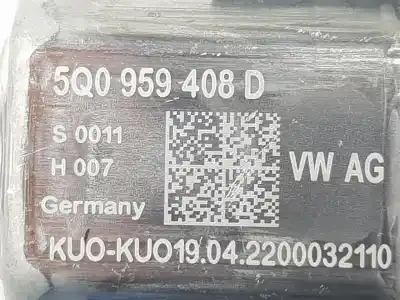 5Q0 959 408 D
S 0011
H 007
VW AG
Germany
KUO-KUO19.04.2200032110